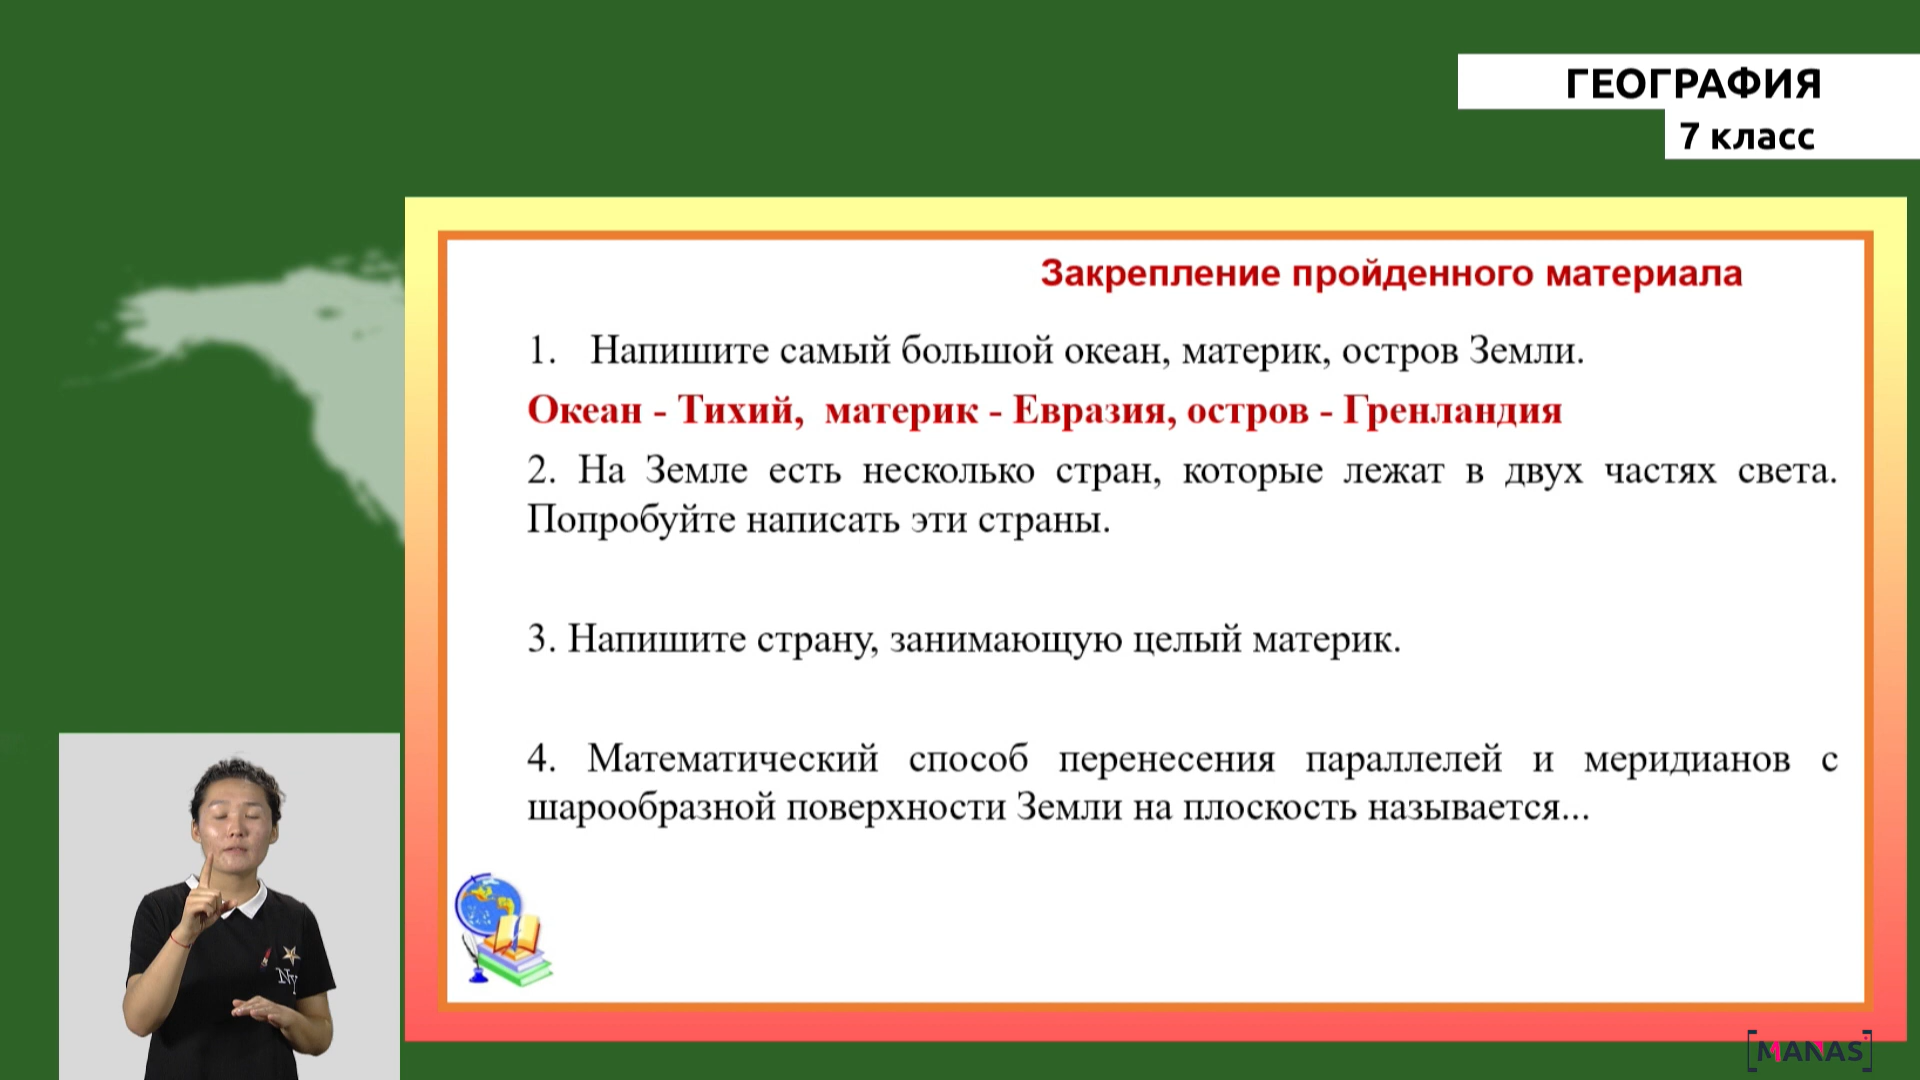 ГЕОГРАФИЯ
7 класс
Закрепление пройденного материала
1. Напишите самый большой океан, материк, остров Земли.
Океан - Тихий, материк - Евразия, остров - Гренландия
2. На Земле есть несколько стран, которые лежат в двух частях света.
Попробуйте написать эти страны.
3. Напишите страну, занимающую целый материк.
4. Математический способ перенесения параллелей и меридианов с
шарообразной поверхности Земли на плоскость называется...
NY
[MANAS]